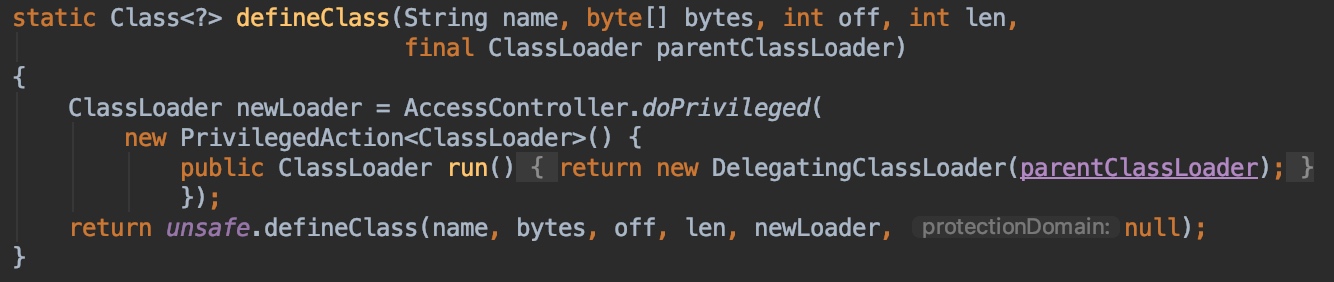 static Class<?> defineClass(String name, byte[] bytes, int off, int len,
final ClassLoader parentClassLoader)
{
ClassLoader newLoader = AccessController.doPrivileged(
new PrivilegedAction<ClassLoader>() {
public ClassLoader run() { return new DelegatingClassLoader(parentClassLoader); }
});
return unsafe.defineClass(name, bytes, off, len, newLoader, protectionDomain: null);
}